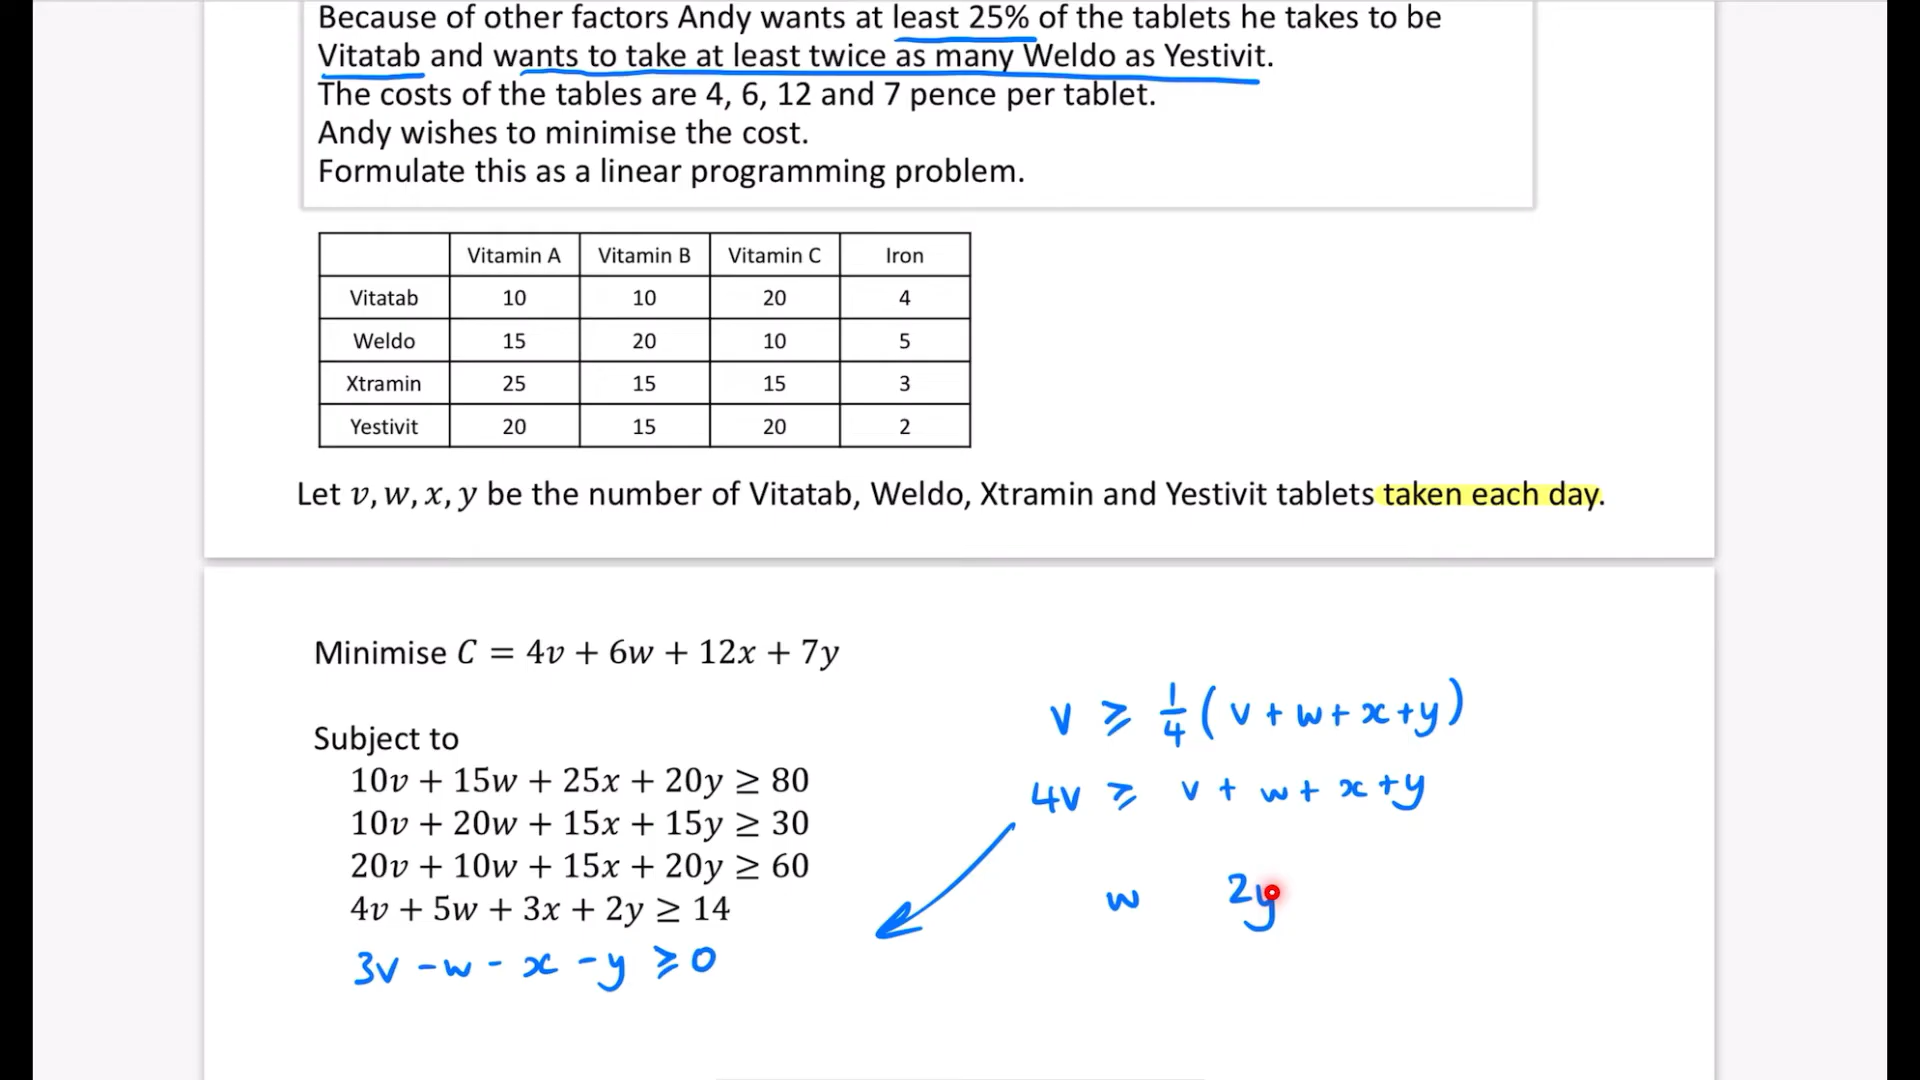 Because of other factors Andy wants at least 25% of the tablets he takes to be
Vitatab and wants to take at least twice as many Weldo as Yestivit.
The costs of the tables are 4, 6, 12 and 7 pence per tablet.
Andy wishes to minimise the cost.
Formulate this as a linear programming problem.
Vitamin A Vitamin B Vitamin C Iron
Vitatab 10 10 20 4
Weldo 15 20 10 5
Xtramin 25 15 15 3
Yestivit 20 15 20 2
Let v, w, x, y be the number of Vitatab, Weldo, Xtramin and Yestivit tablets taken each day.
Minimise C = 4v + 6w + 12x + 7y
Subject to
10v + 15w + 25x + 20y ≥ 80
10v + 20w + 15x + 15y ≥ 30
20v + 10w + 15x + 20y ≥ 60
4v + 5w + 3x + 2y ≥ 14
3v - w - x - y ≥ 0
v ≥ 1/4 (v + w + x + y)
4v ≥ v + w + x + y
w 2y